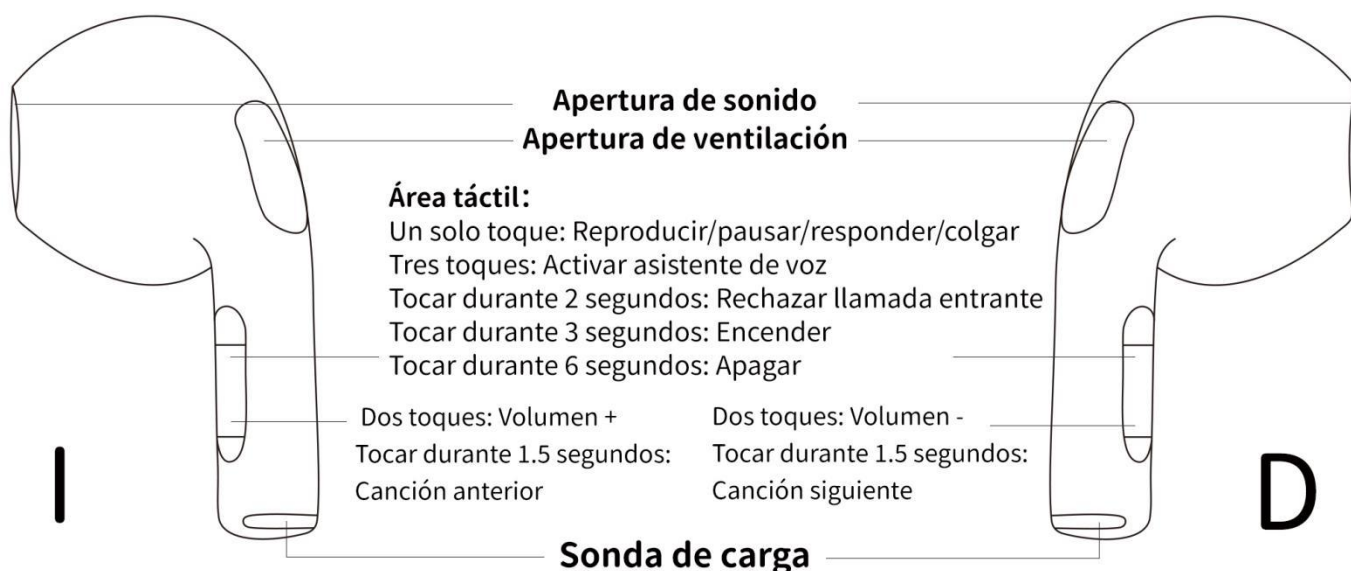 Apertura de sonido
Apertura de ventilación
Área táctil:
Un solo toque: Reproducir/pausar/responder/colgar
Tres toques: Activar asistente de voz
Tocar durante 2 segundos: Rechazar llamada entrante
Tocar durante 3 segundos: Encender
Tocar durante 6 segundos: Apagar
Dos toques: Volumen +
Tocar durante 1.5 segundos:
Canción anterior
Dos toques: Volumen -
Tocar durante 1.5 segundos:
Canción siguiente
I
D
Sonda de carga